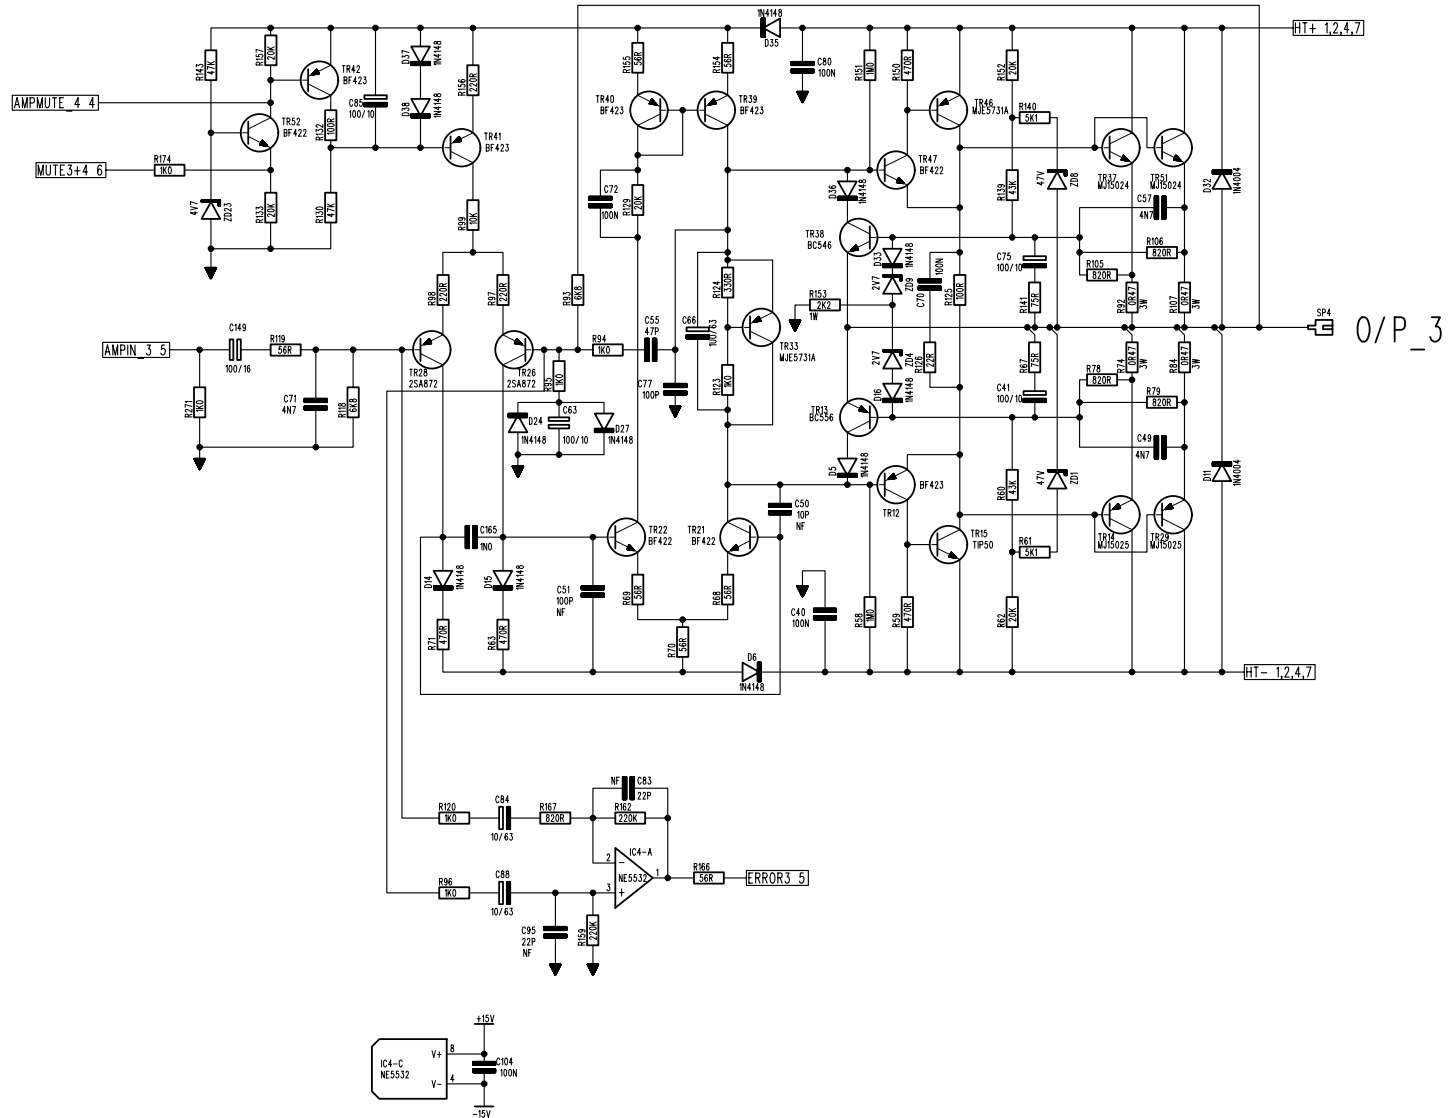 1N4148
D35
HT+ 1,2,4,7
R143
47K
R157
20K
TR42
BF423
D37
1N4148
R156
220R
R155
56R
R154
56R
C80
100N
R151
1M0
R150
470R
R152
20K
AMPMUTE_4 4
C85
100/10
D38
1N4148
TR40
BF423
TR39
BF423
TR46
MJE5731A
R140
5K1
TR52
BF422
R132
100R
TR41
BF423
MUTE3+4 6
R174
1K0
TR47
BF422
TR37
MJ15024
TR51
MJ15024
4V7
ZD23
R133
20K
R130
47K
R99
10K
C72
100N
R129
20K
D36
1N4148
R139
43K
47V
ZD8
C57
4N7
D32
1N4004
TR38
BC546
R98
220R
R97
220R
R93
6K8
R124
330R
D33
1N4148
2V7
ZD9
C70
100N
R125
100R
C75
100/10
R106
820R
R105
820R
R153
2K2
1W
R141
75R
R92
0R47
3W
R107
0R47
3W
SP4
O/P_3
C149
100/16
R119
56R
AMPIN_3 5
C55
47P
R94
1K0
C66
100/63
TR33
MJE5731A
TR28
2SA872
TR26
2SA872
R95
1K0
C77
100P
R123
1K0
2V7
ZD4
R126
22R
R67
75R
R74
0R47
3W
R84
0R47
3W
R78
820R
R79
820R
R271
1K0
C71
4N7
R118
6K8
D24
1N4148
C63
100/10
D27
1N4148
D16
1N4148
TR13
BC556
C41
100/10
C49
4N7
D5
1N4148
R60
43K
47V
ZD1
D11
1N4004
BF423
TR12
C50
10P
NF
C165
1N0
TR22
BF422
TR21
BF422
TR15
TIP50
R61
5K1
TR14
MJ15025
TR29
MJ15025
D14
1N4148
D15
1N4148
C51
100P
NF
R69
56R
R68
56R
R71
470R
R63
470R
R70
56R
C40
100N
R58
1M0
R59
470R
R62
20K
D6
1N4148
HT- 1,2,4,7
NF
C83
22P
R120
1K0
C84
10/63
R167
820R
R162
220K
IC4-A
2
-
NE5532
1
3
+
R166
56R
ERROR3 5
R96
1K0
C88
10/63
C95
22P
NF
R159
220K
+15V
IC4-C
NE5532
V+
8
V-
4
C104
100N
-15V